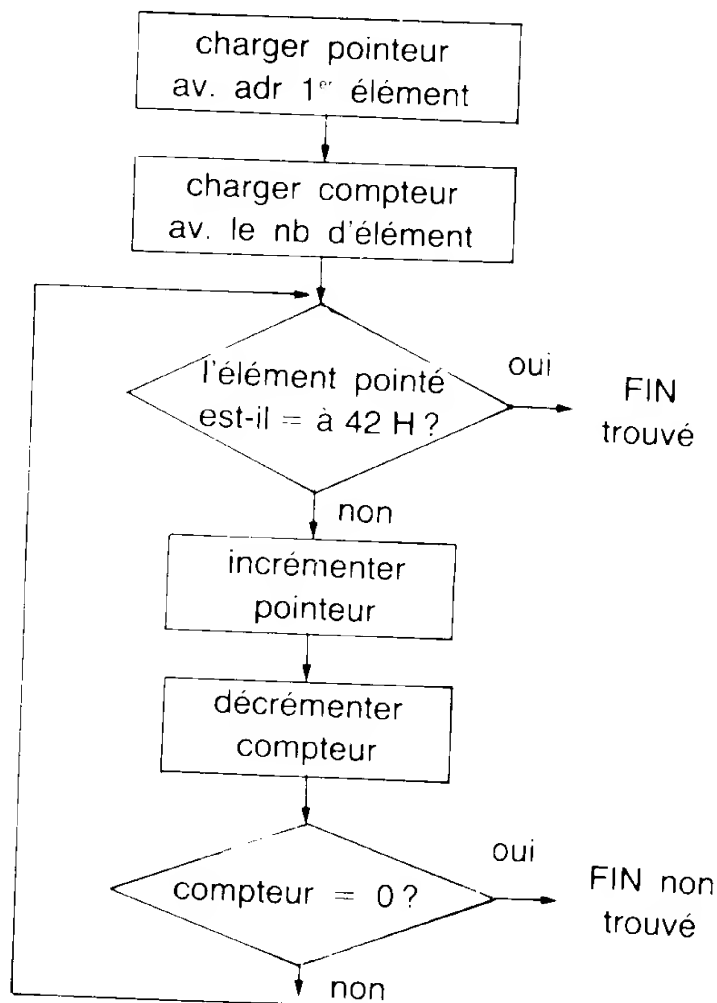 charger pointeur
av. adr 1er élément
charger compteur
av. le nb d'élément
l'élément pointé
est-il = à 42 H ?
oui
FIN
trouvé
non
incrémenter
pointeur
décrémenter
compteur
compteur = 0 ?
oui
FIN non
trouvé
non